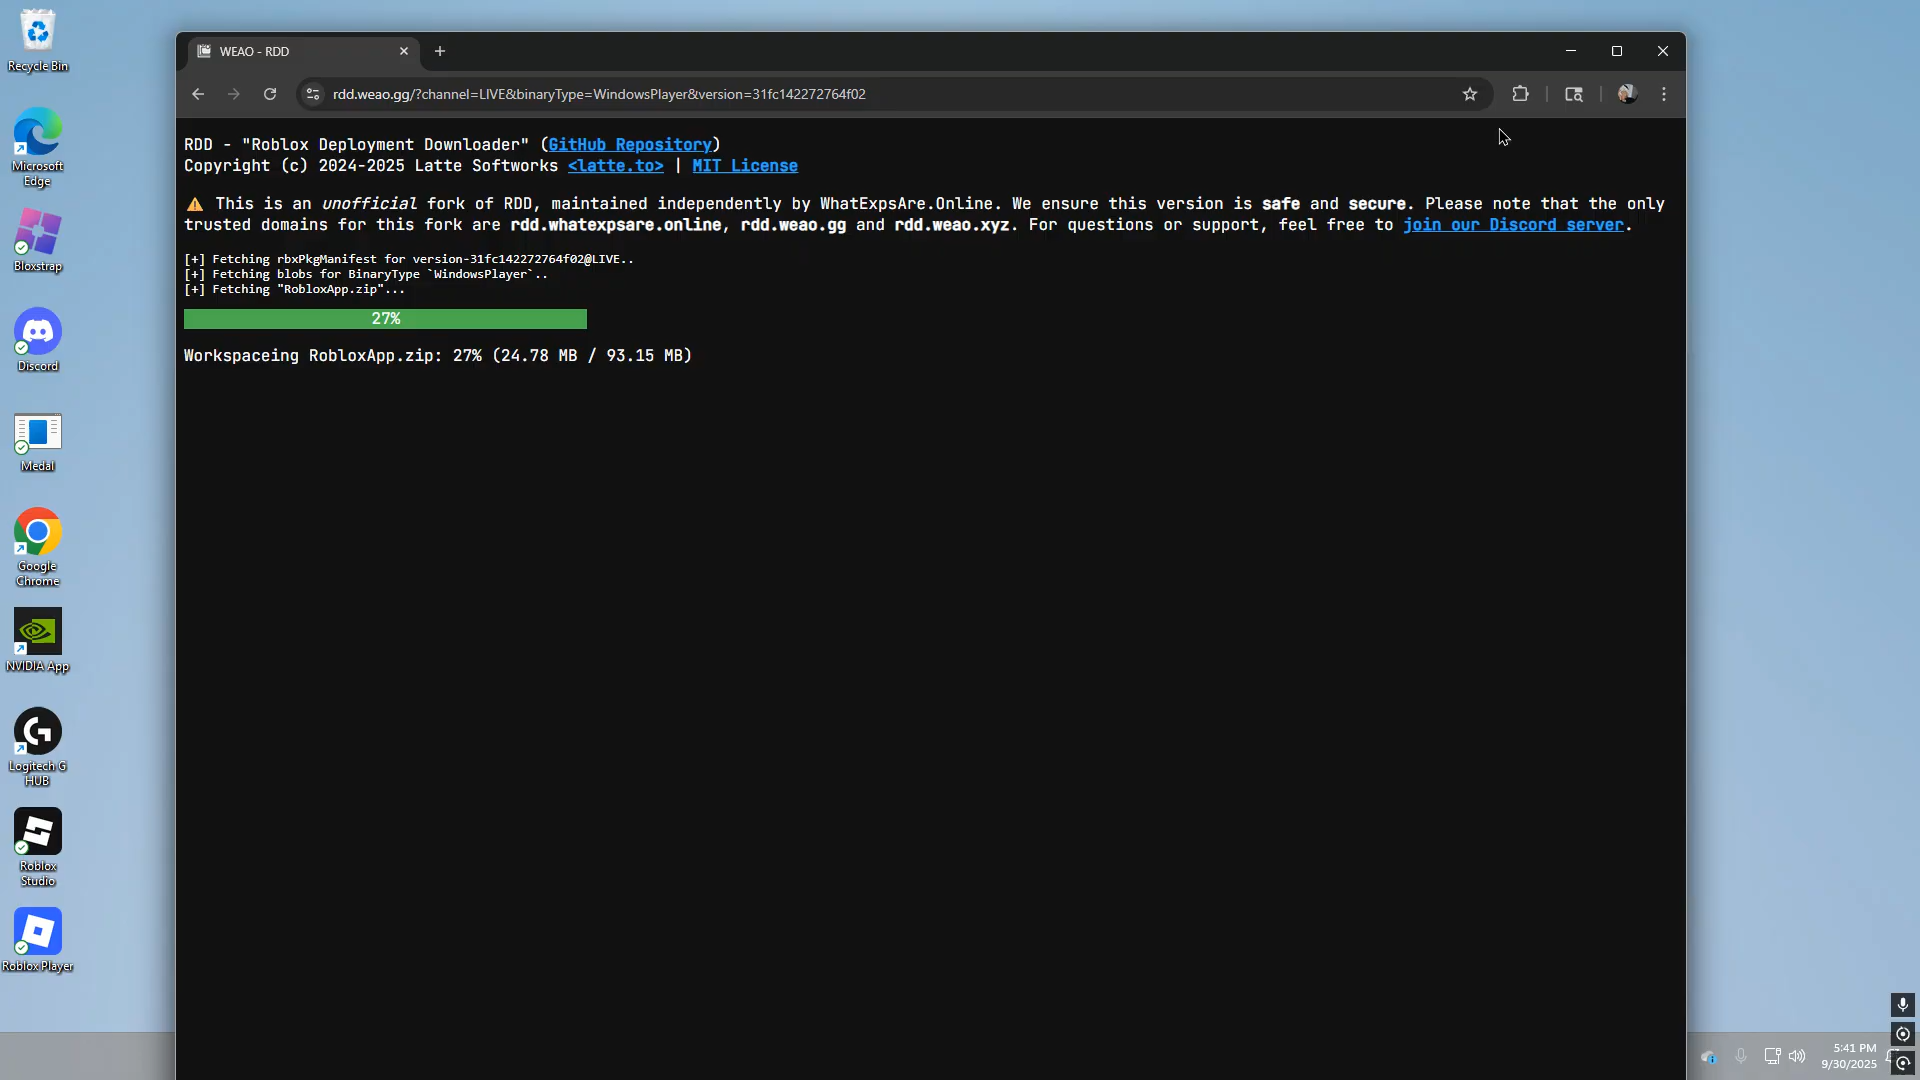 Recycle Bin
Microsoft
Edge
Bloxstrap
Discord
Medal
Google
Chrome
NVIDIA App
Logitech G
HUB
Roblox
Studio
Roblox Player
WEAO - RDD
rdd.weao.gg/?channel=LIVE&binaryType=WindowsPlayer&version=31fc142272764f02
RDD - "Roblox Deployment Downloader" (GitHub Repository)
Copyright (c) 2024-2025 Latte Softworks <latte.to> | MIT License
⚠️ This is an unofficial fork of RDD, maintained independently by WhatExpsAre.Online. We ensure this version is safe and secure. Please note that the only
trusted domains for this fork are rdd.whatexpsare.online, rdd.weao.gg and rdd.weao.xyz. For questions or support, feel free to join our Discord server.
[+] Fetching rbxPkgManifest for version-31fc142272764f02@LIVE..
[+] Fetching blobs for BinaryType `WindowsPlayer`..
[+] Fetching "RobloxApp.zip"...
27%
Workspaceing RobloxApp.zip: 27% (24.78 MB / 93.15 MB)
5:41 PM
9/30/2025